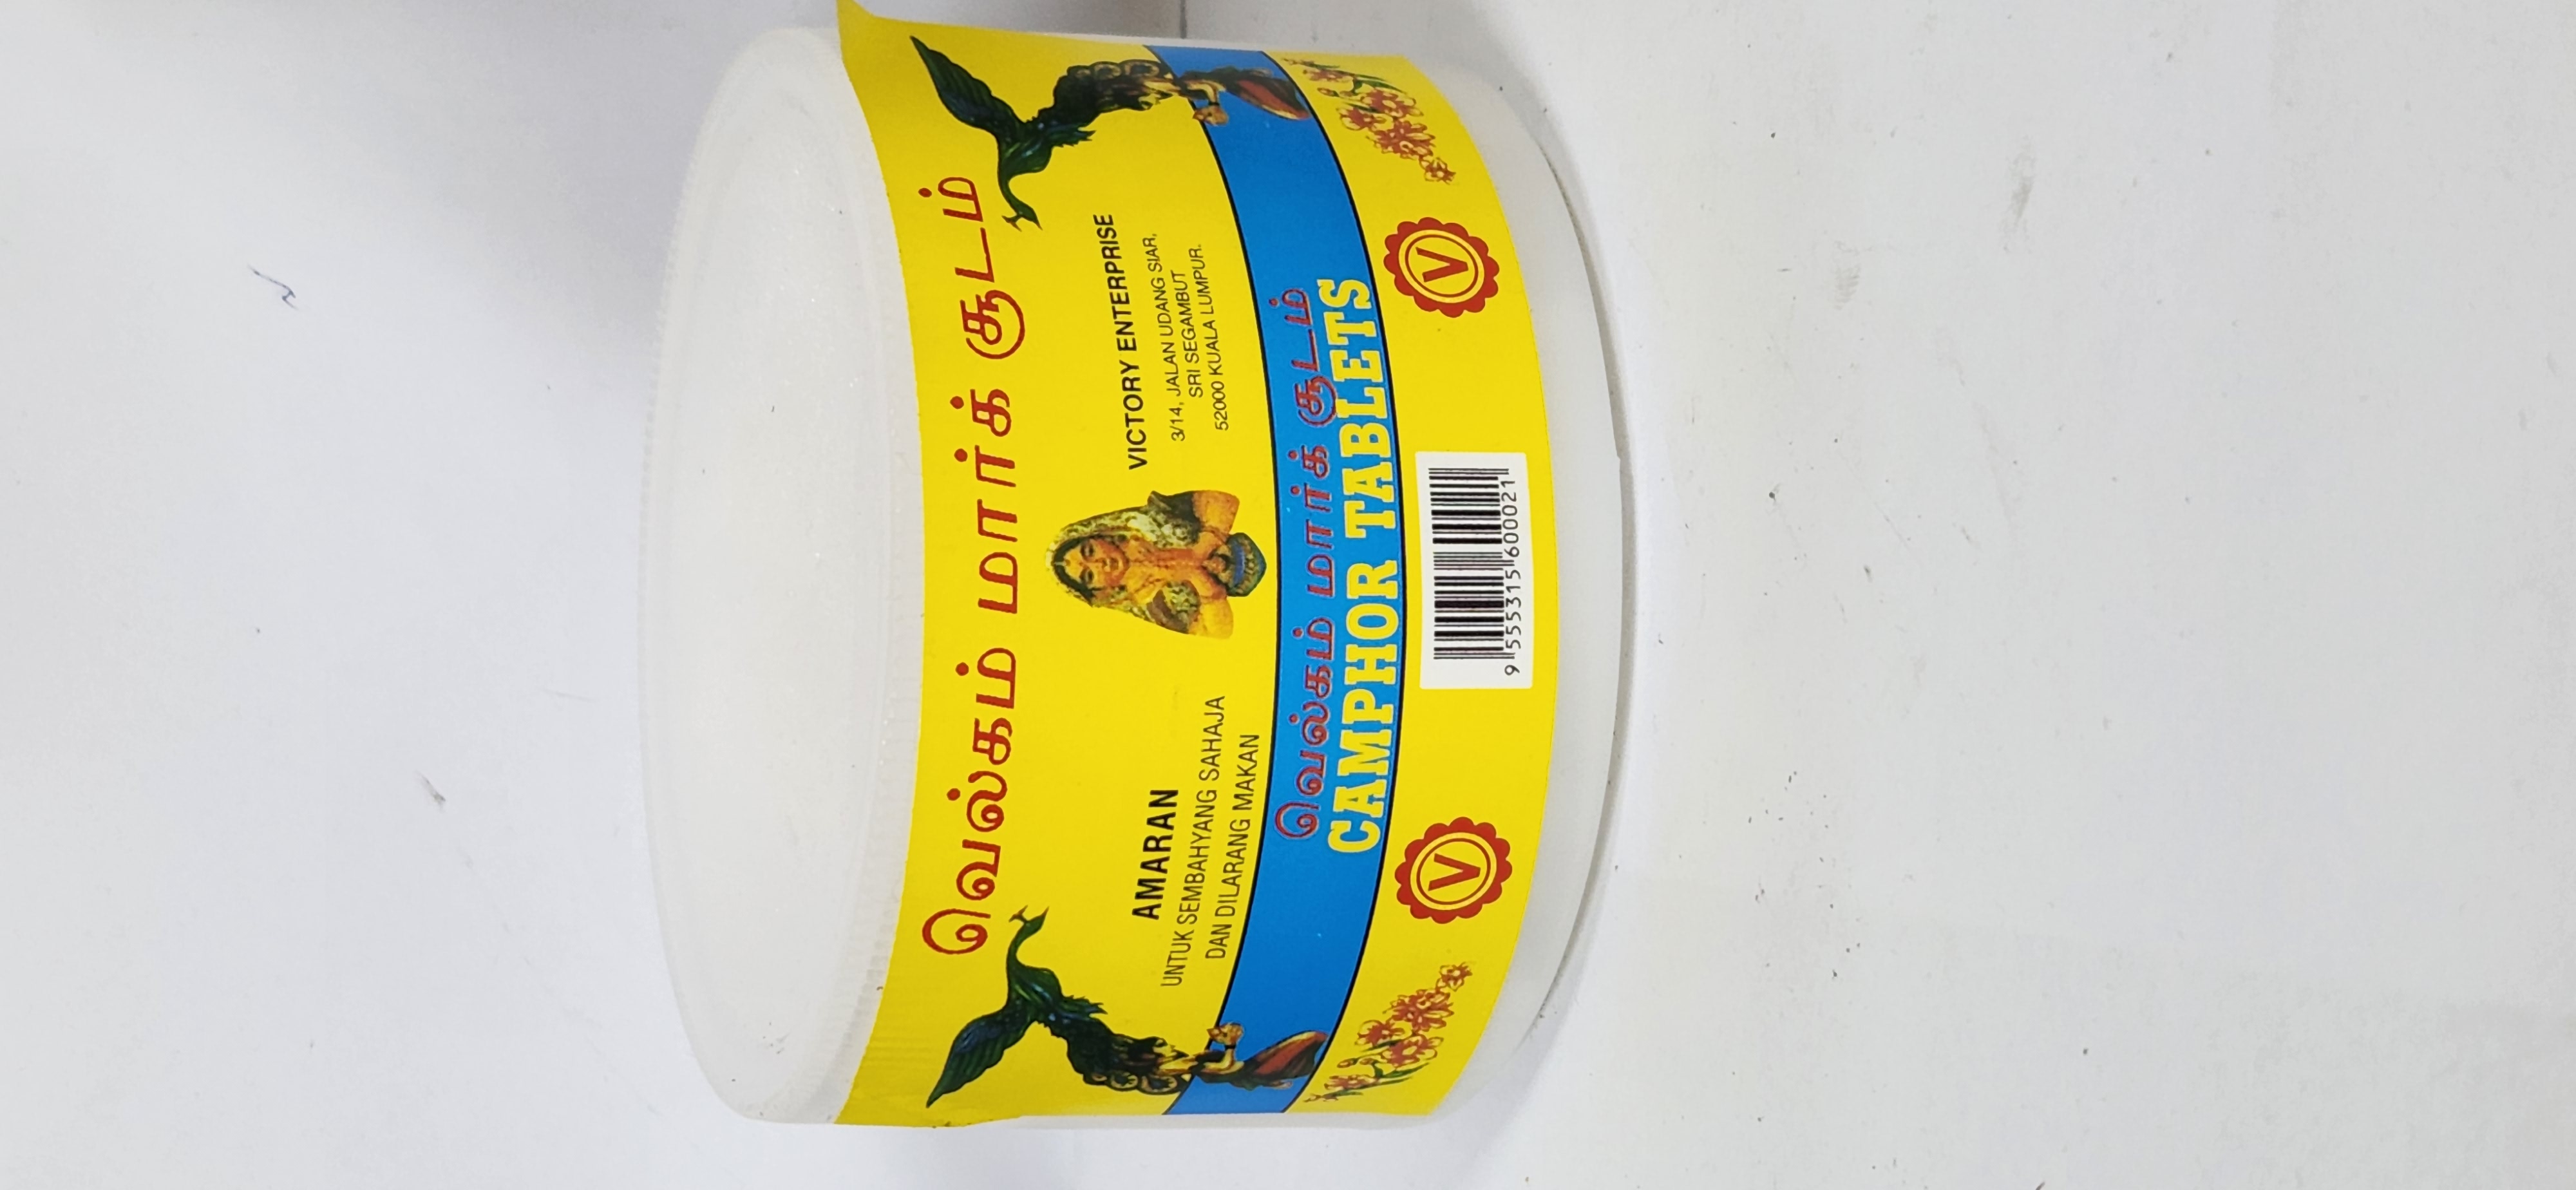 வெல்கம் மார்க் சூடம்
AMARAN
UNTUK SEMBAHYANG SAHAJA
DAN DILARANG MAKAN
VICTORY ENTERPRISE
3/14, JALAN UDANG SIAR,
SRI SEGAMBUT
52000 KUALA LUMPUR.
வெல்கம் மார்க் சூடம்
CAMPHOR TABLETS
V
V
9 555315 600021